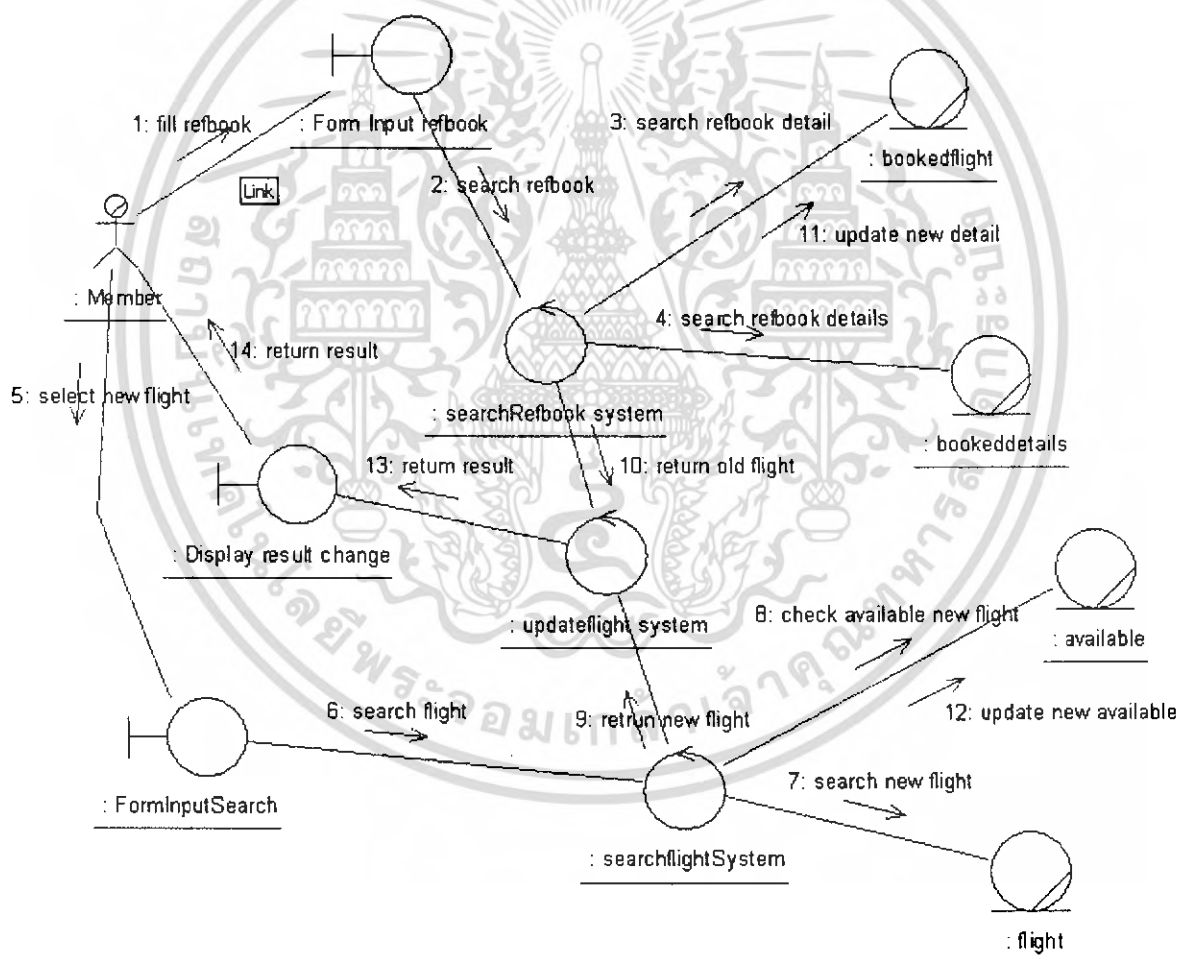 1: fill refbook
: Form Input refbook
3: search refbook detail
: bookedflight
2: search refbook
Link
11: update new detail
: Member
4: search refbook details
14: return result
5: select new flight
: searchRefbook system
: bookeddetails
13: return result
10: return old flight
: Display result change
: updateflight system
8: check available new flight
: available
6: search flight
9: retrun new flight
12: update new available
7: search new flight
: FormInputSearch
: searchflightSystem
: flight